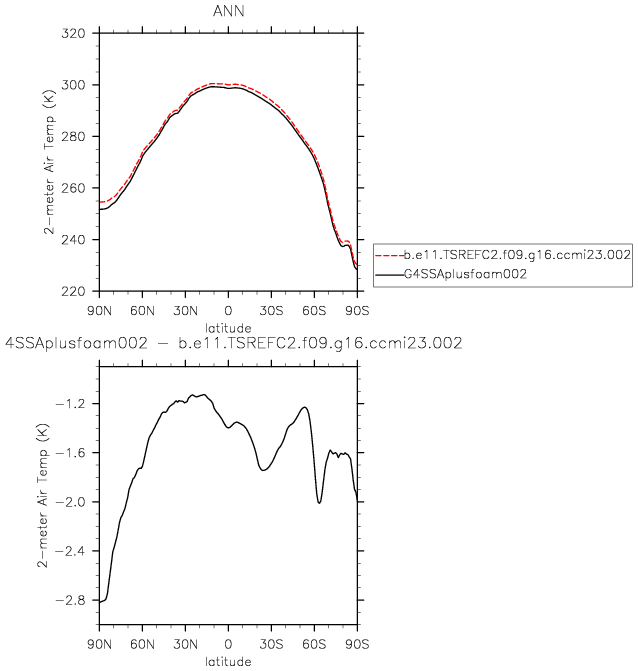 ANN
320
300
280
260
240
220
2-meter Air Temp (K)
90N 60N 30N 0 30S 60S 90S
latitude
b.e11.TSREFC2.f09.g16.ccmi23.002
G4SSAplusfoam002
4SSAplusfoam002 - b.e11.TSREFC2.f09.g16.ccmi23.002
-1.2
-1.6
-2.0
-2.4
-2.8
2-meter Air Temp (K)
90N 60N 30N 0 30S 60S 90S
latitude